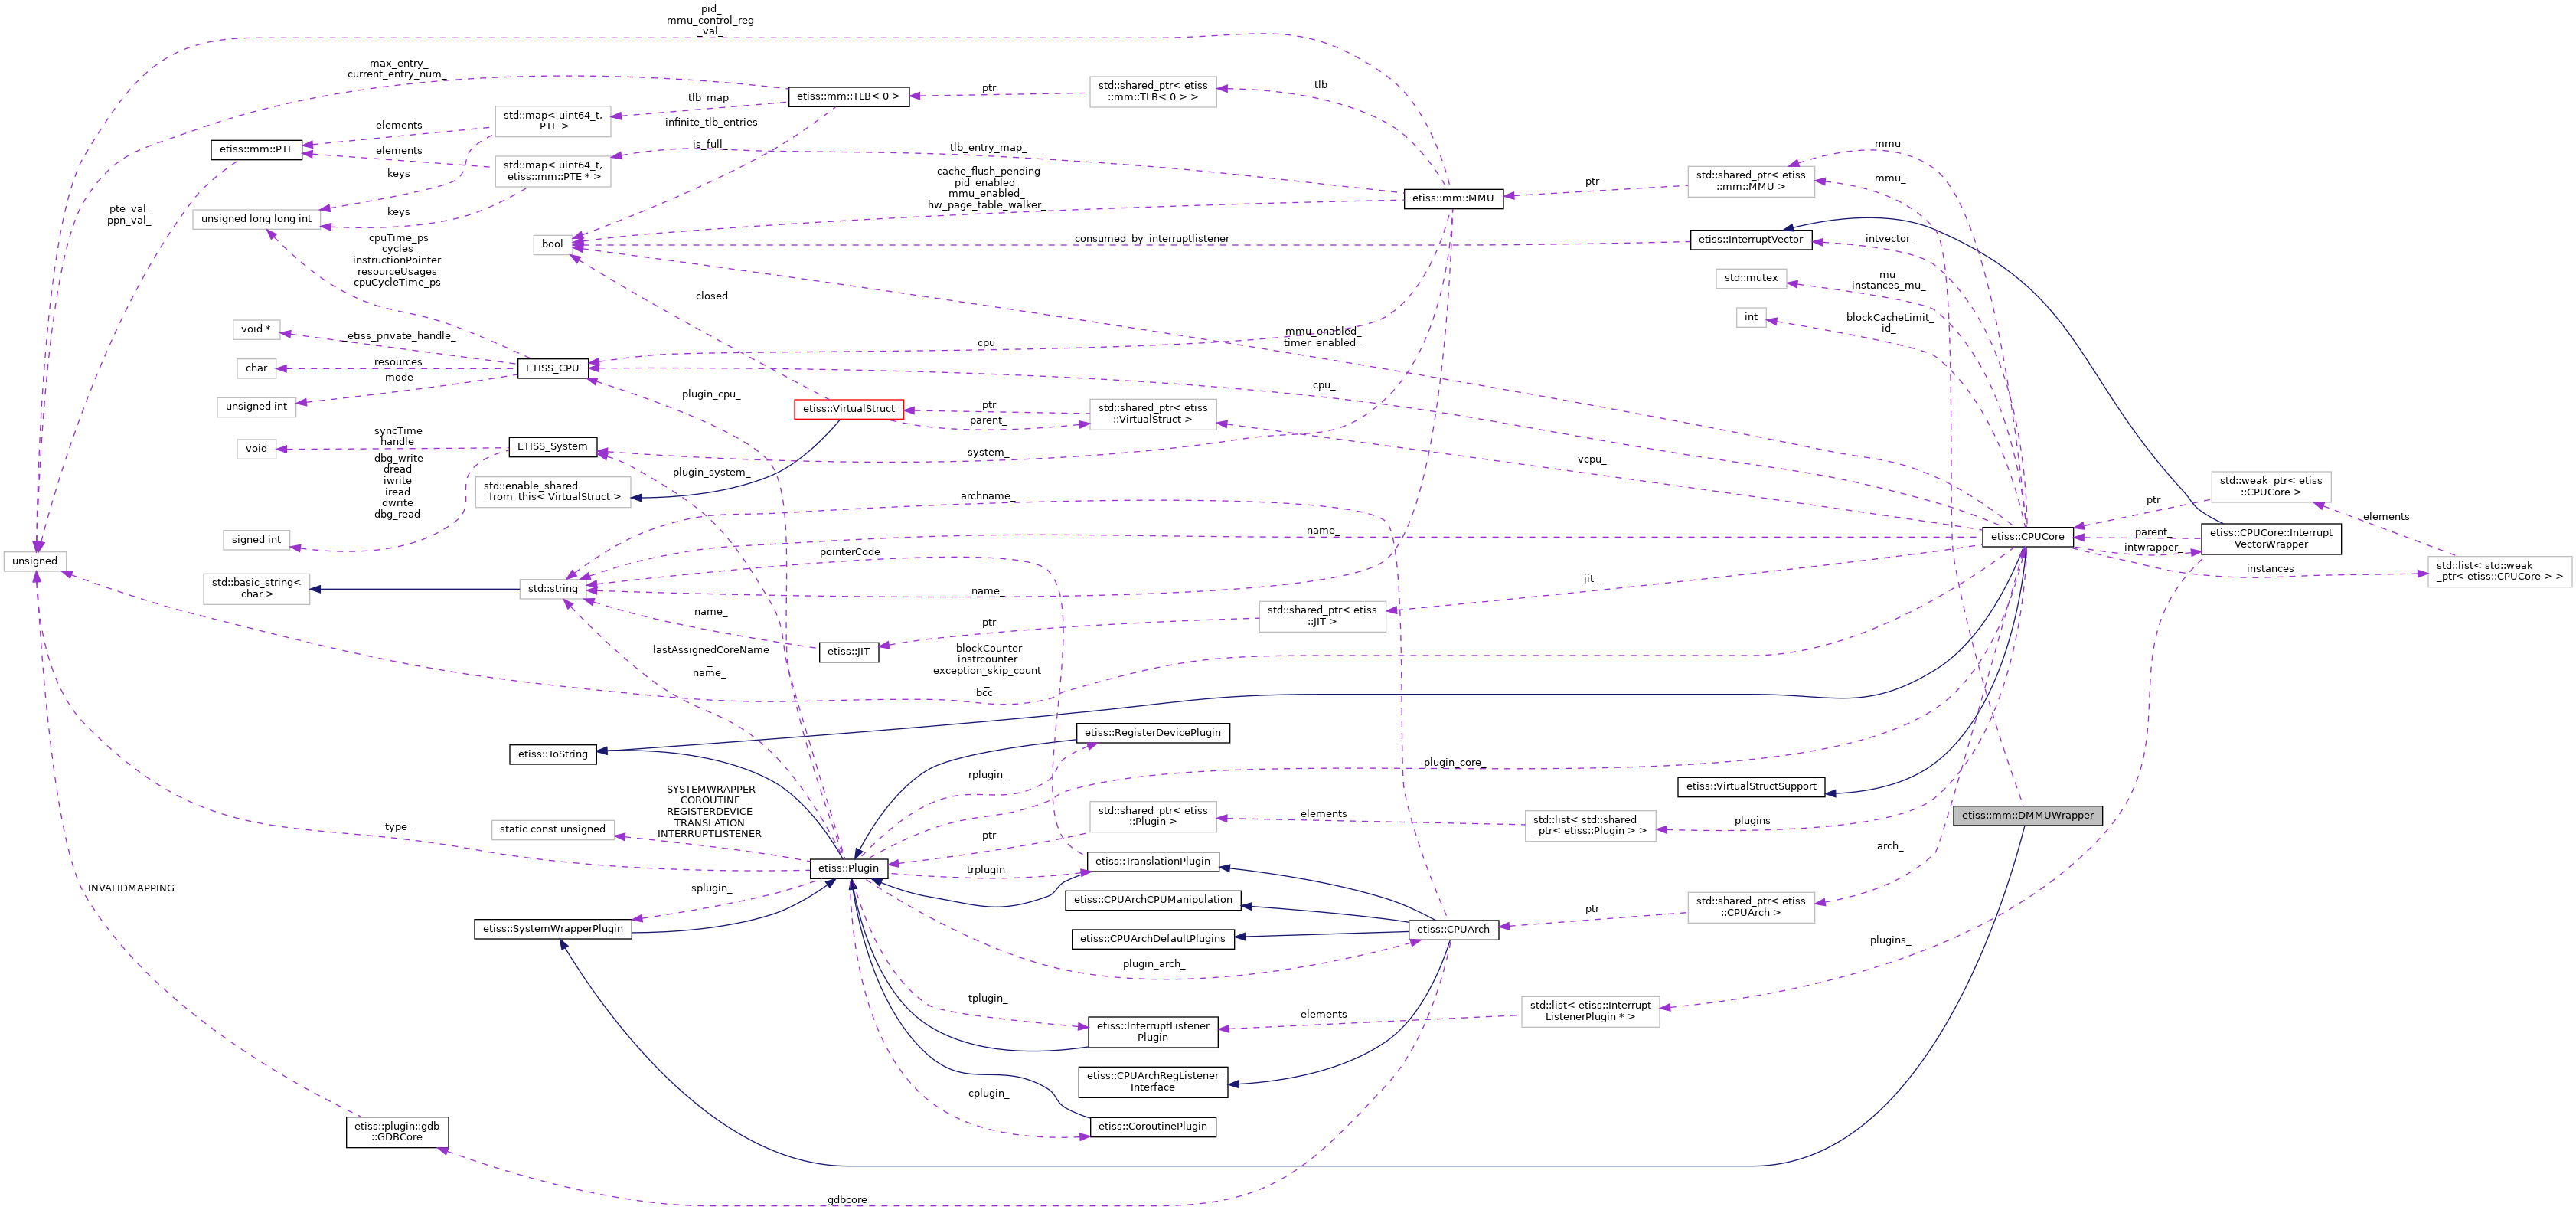 pid_
mmu_control_reg
_val_
max_entry_
current_entry_num_
etiss::mm::TLB< 0 >
ptr
std::shared_ptr< etiss
::mm::TLB< 0 > >
tlb_
tlb_map_
std::map< uint64_t,
PTE >
elements
infinite_tlb_entries
_
is_full_
etiss::mm::PTE
elements
std::map< uint64_t,
etiss::mm::PTE * >
keys
tlb_entry_map_
mmu_
cache_flush_pending
pid_enabled_
mmu_enabled_
hw_page_table_walker_
etiss::mm::MMU
ptr
std::shared_ptr< etiss
::mm::MMU >
mmu_
pte_val_
ppn_val_
unsigned long long int
keys
bool
consumed_by_interruptlistener_
etiss::InterruptVector
intvector_
cpuTime_ps
cycles
instructionPointer
resourceUsages
cpuCycleTime_ps
std::mutex
mu_
instances_mu_
closed
int
blockCacheLimit_
id_
void *
_etiss_private_handle_
mmu_enabled_
timer_enabled_
cpu_
char
resources
ETISS_CPU
mode
unsigned int
plugin_cpu_
cpu_
etiss::VirtualStruct
ptr
parent_
std::shared_ptr< etiss
::VirtualStruct >
void
syncTime
handle
ETISS_System
system_
vcpu_
dbg_write
dread
iwrite
iread
dwrite
dbg_read
plugin_system_
std::enable_shared
_from_this< VirtualStruct >
archname_
std::weak_ptr< etiss
::CPUCore >
ptr
elements
signed int
name_
etiss::CPUCore
parent_
intwrapper_
etiss::CPUCore::Interrupt
VectorWrapper
unsigned
pointerCode
instances_
std::list< std::weak
_ptr< etiss::CPUCore > >
std::basic_string<
char >
std::string
name_
jit_
name_
ptr
std::shared_ptr< etiss
::JIT >
etiss::JIT
lastAssignedCoreName
_
name_
blockCounter
instrcounter
exception_skip_count
_
bcc_
etiss::ToString
etiss::RegisterDevicePlugin
rplugin_
plugin_core_
etiss::VirtualStructSupport
SYSTEMWRAPPER
COROUTINE
REGISTERDEVICE
TRANSLATION
INTERRUPTLISTENER
static const unsigned
type_
std::shared_ptr< etiss
::Plugin >
ptr
elements
std::list< std::shared
_ptr< etiss::Plugin > >
plugins
etiss::mm::DMMUWrapper
arch_
etiss::Plugin
trplugin_
etiss::TranslationPlugin
INVALIDMAPPING
splugin_
etiss::CPUArchCPUManipulation
std::shared_ptr< etiss
::CPUArch >
ptr
etiss::SystemWrapperPlugin
etiss::CPUArchDefaultPlugins
etiss::CPUArch
plugins_
plugin_arch_
tplugin_
etiss::InterruptListener
Plugin
elements
std::list< etiss::Interrupt
ListenerPlugin * >
etiss::CPUArchRegListener
Interface
cplugin_
etiss::CoroutinePlugin
etiss::plugin::gdb
::GDBCore
gdbcore_